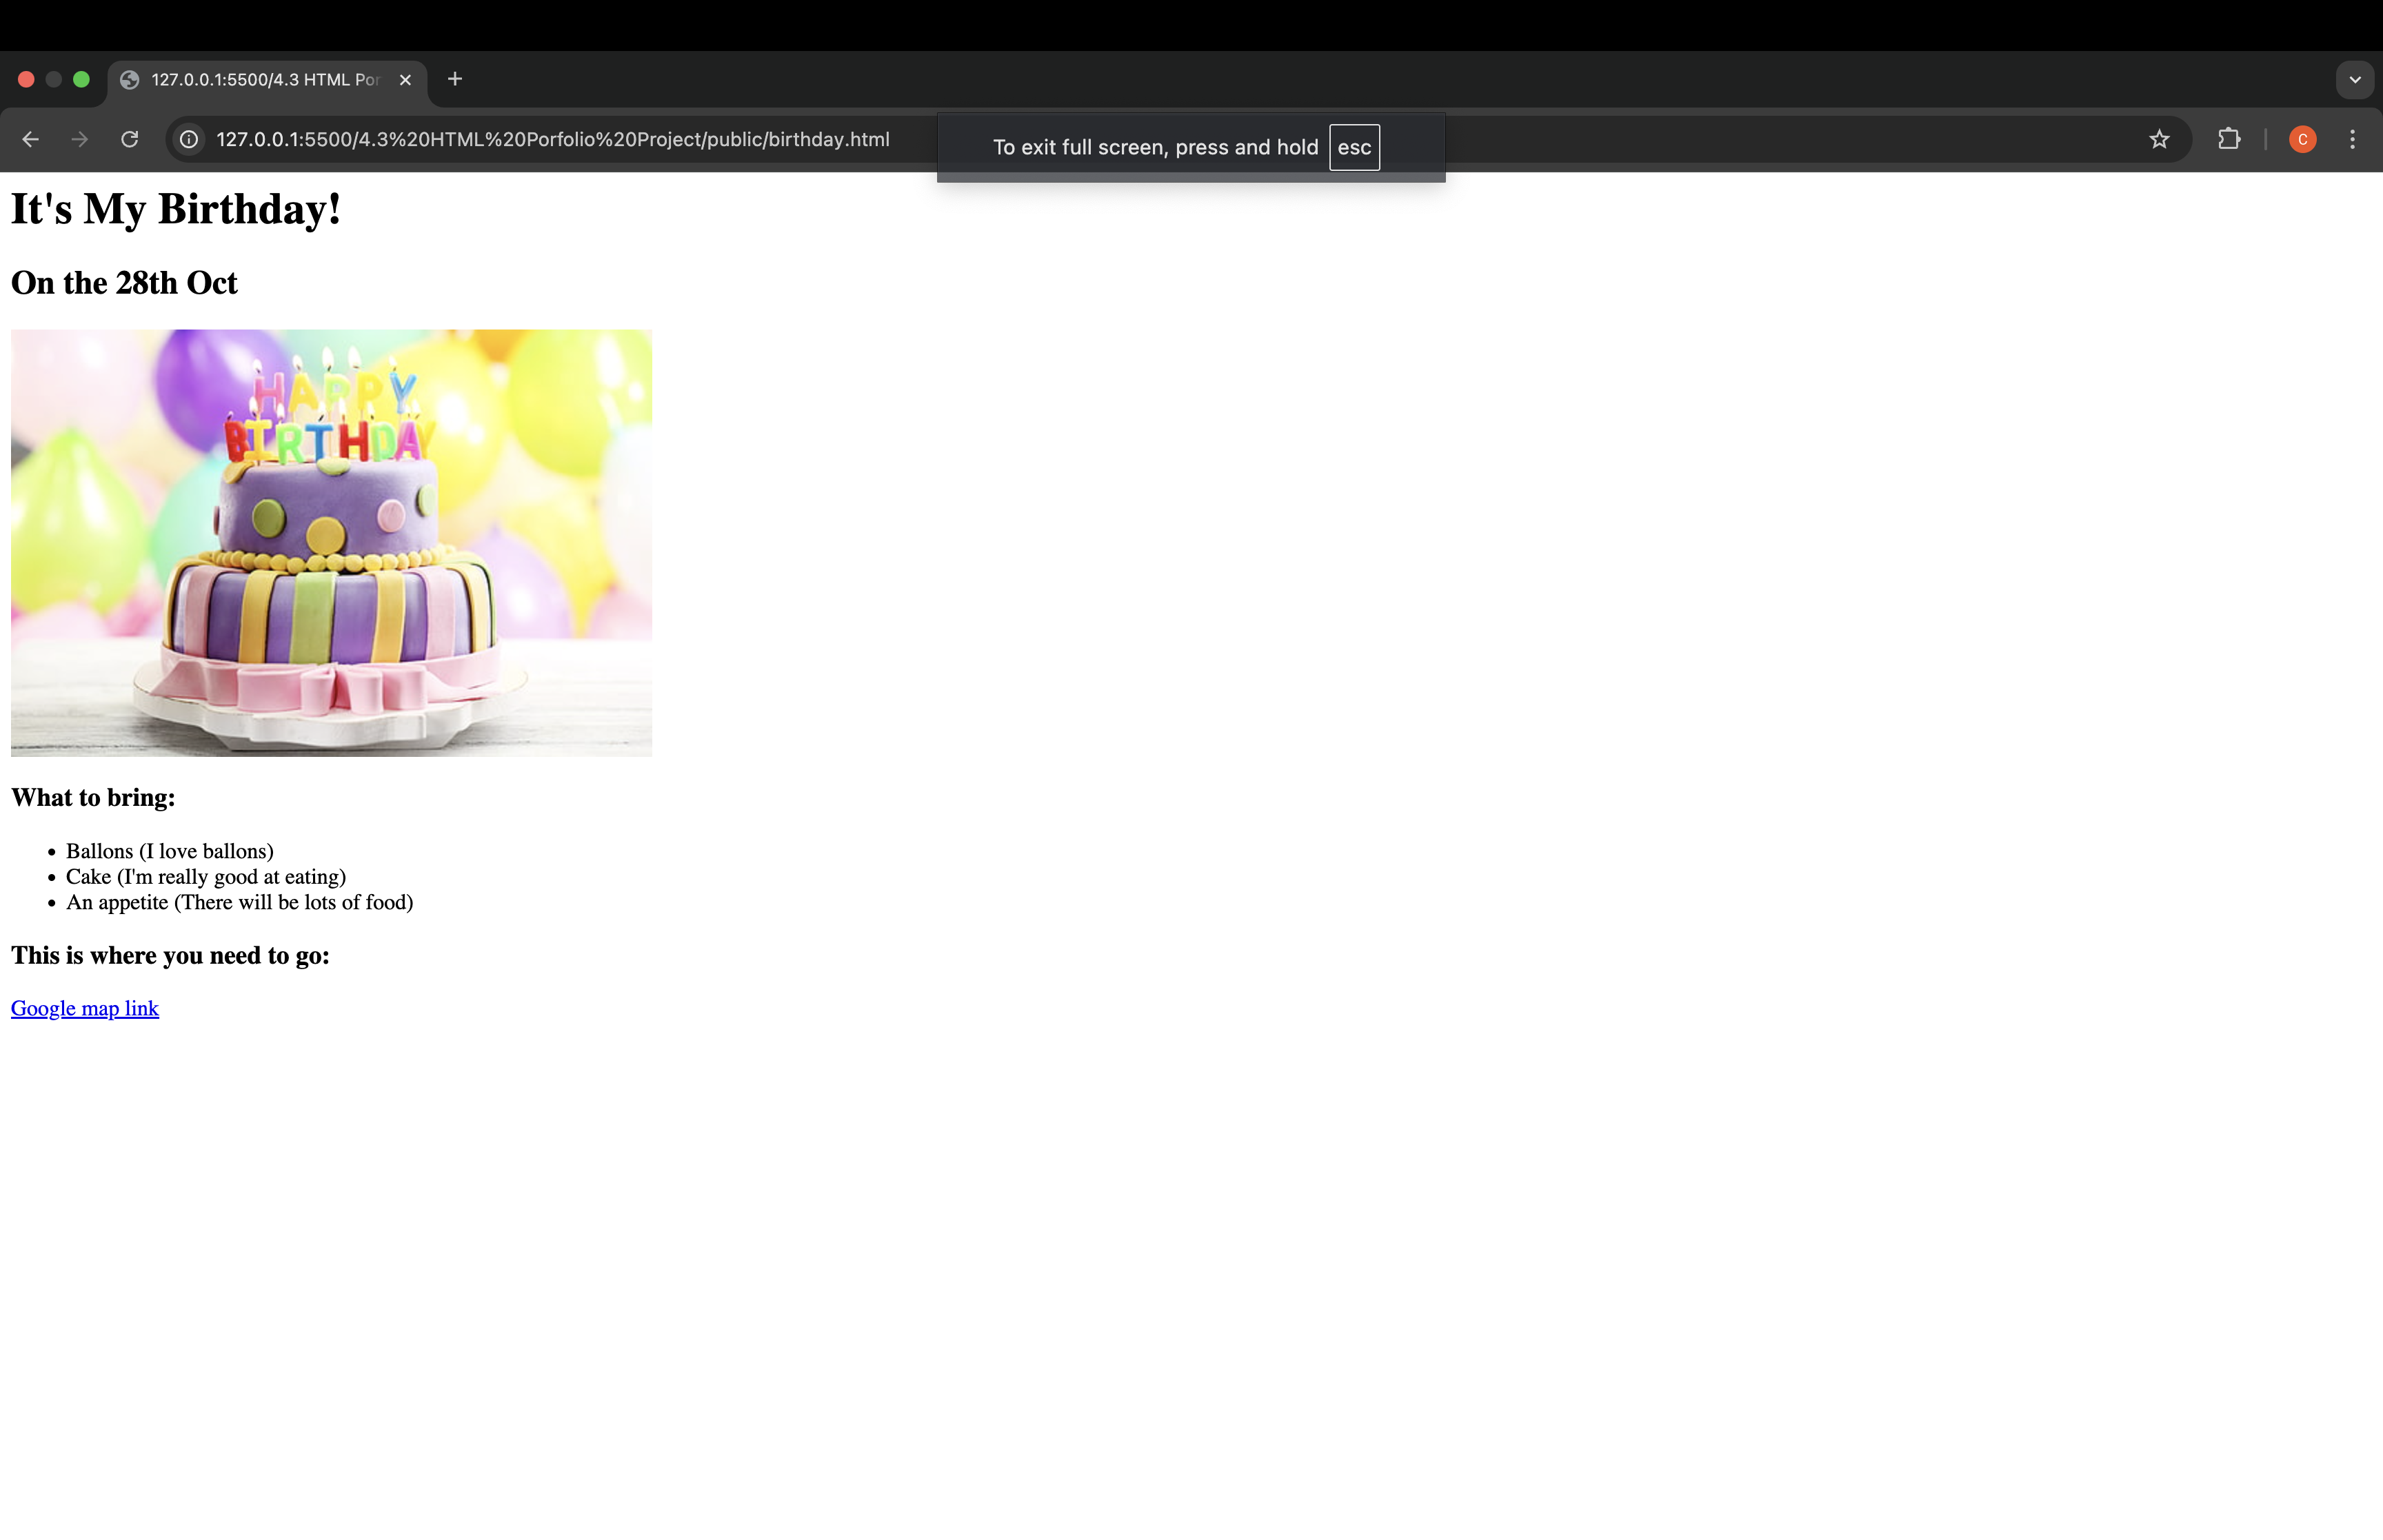 127.0.0.1:5500/4.3 HTML Por
127.0.0.1:5500/4.3%20HTML%20Porfolio%20Project/public/birthday.html
To exit full screen, press and hold esc
C
It's My Birthday!
On the 28th Oct
HAPPY
BIRTHDAY
What to bring:
Ballons (I love ballons)
Cake (I'm really good at eating)
An appetite (There will be lots of food)
This is where you need to go:
Google map link